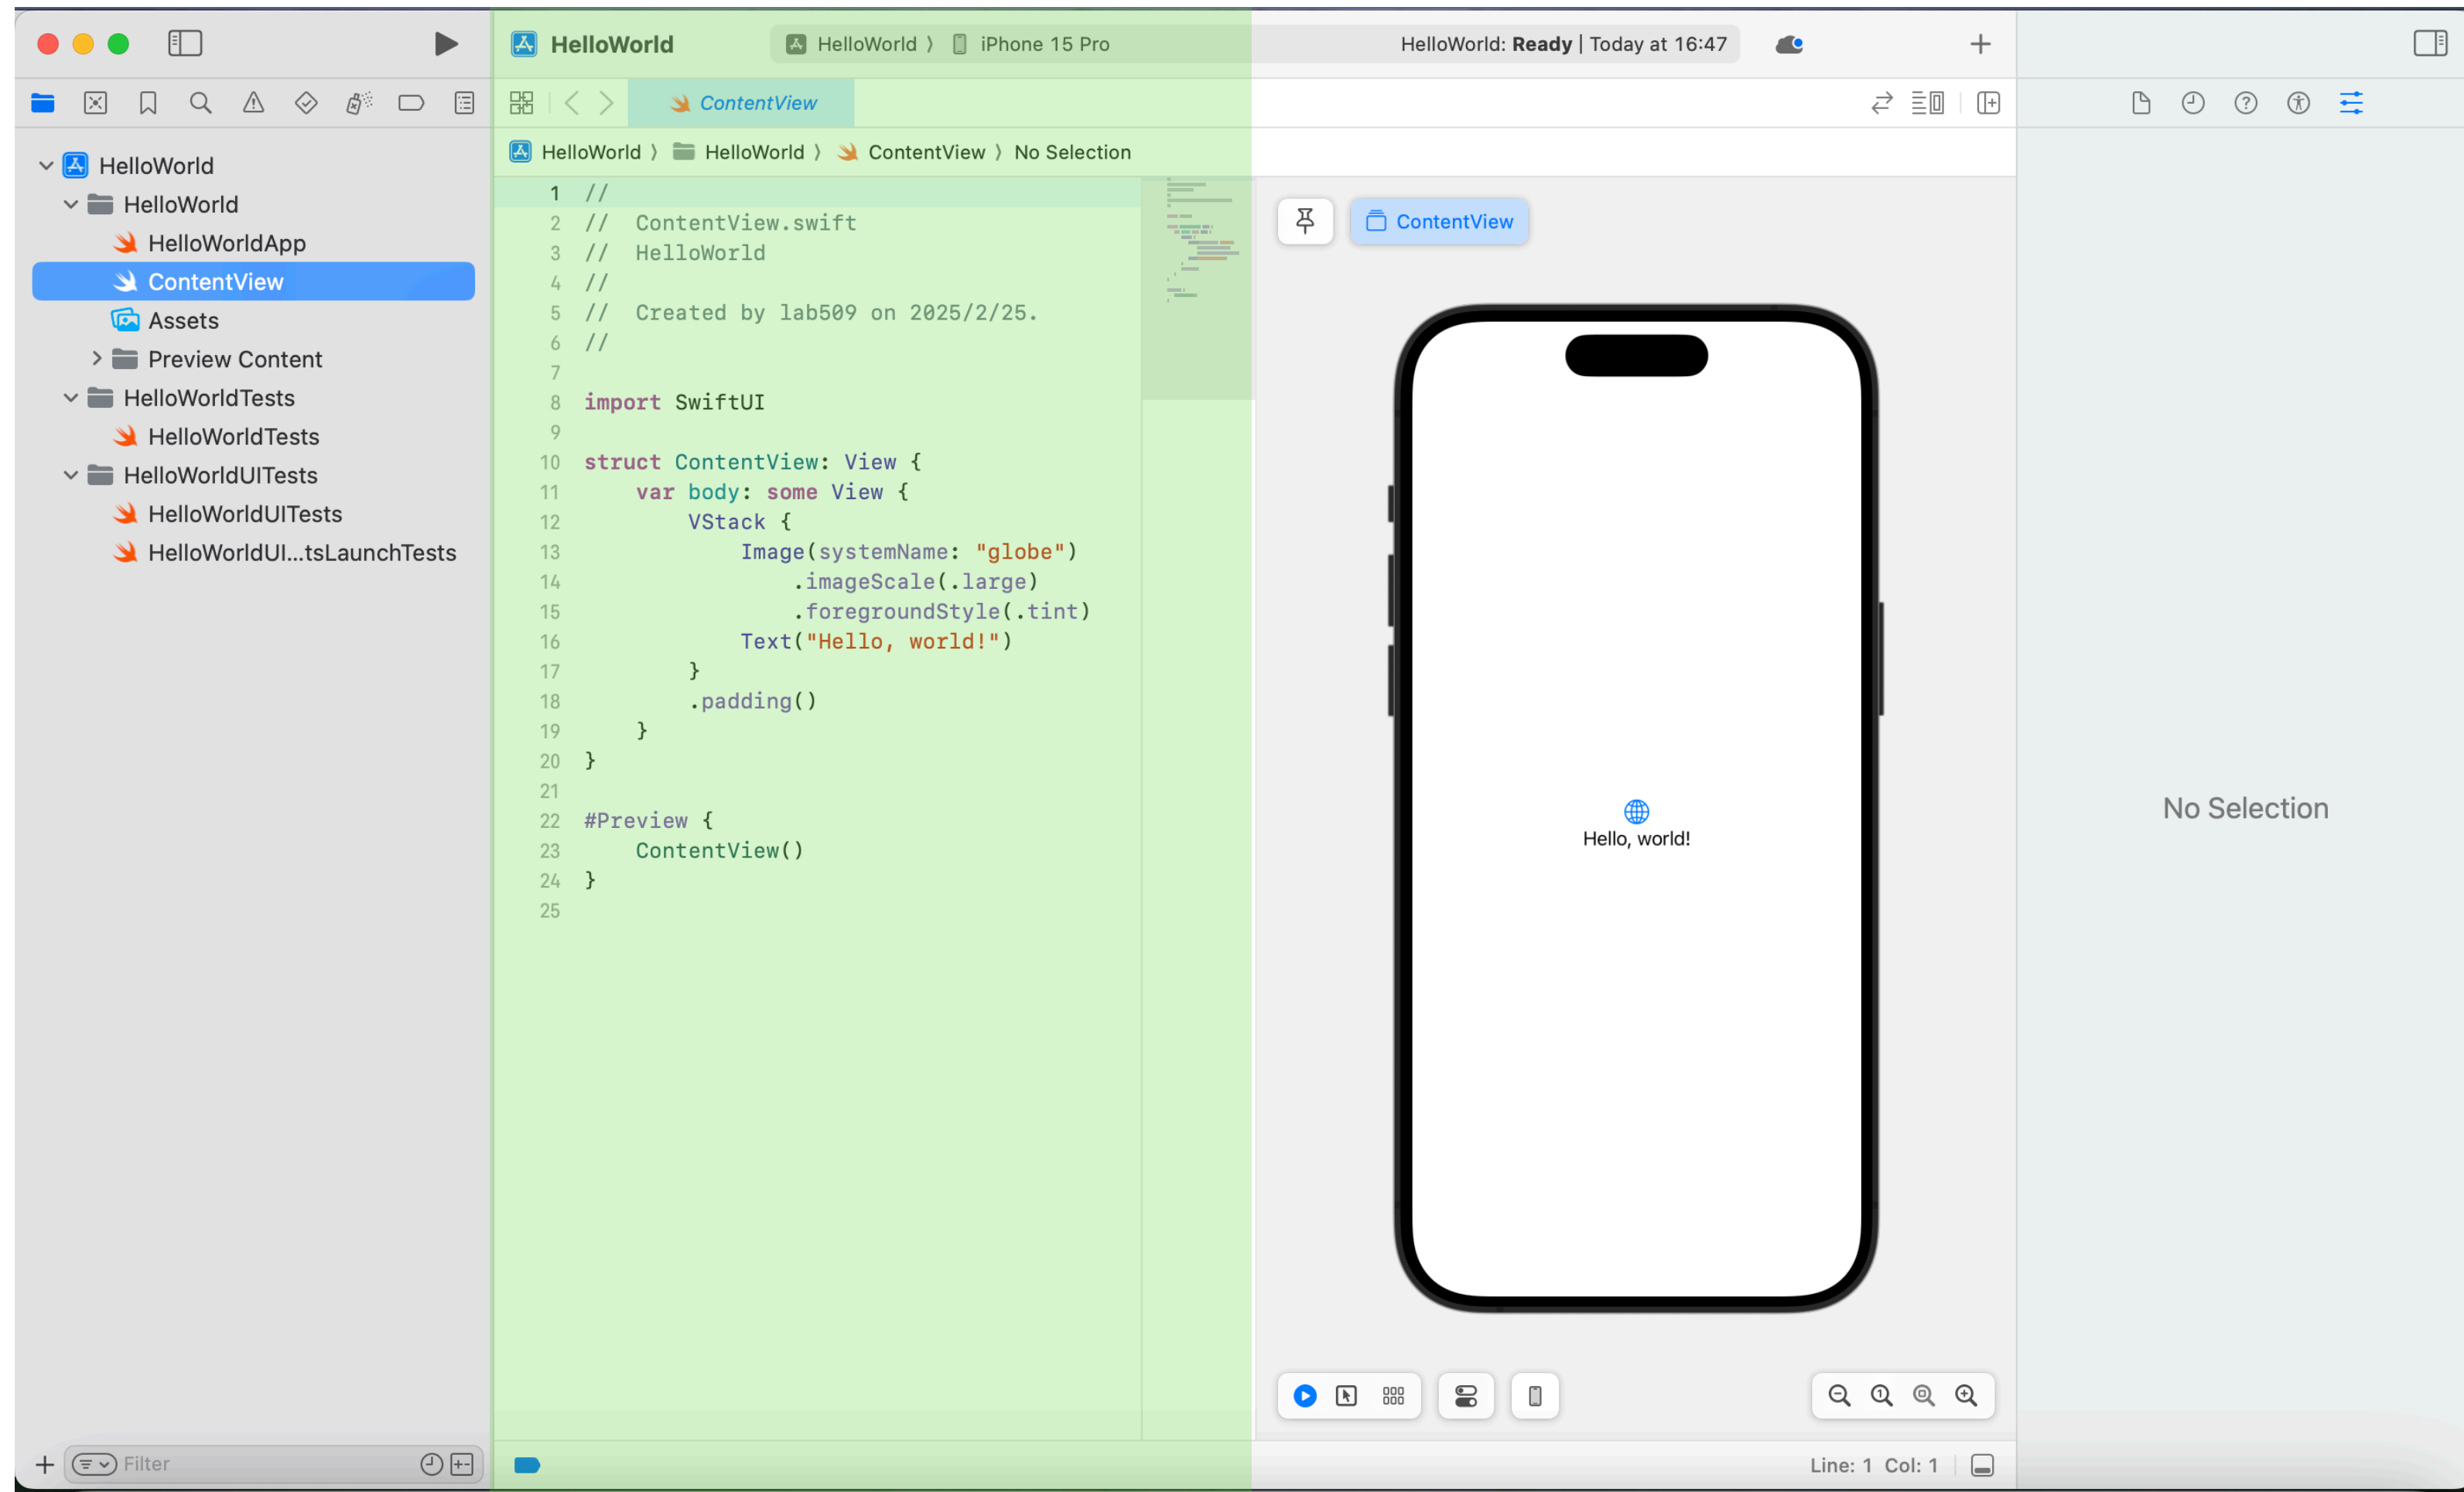 HelloWorld
HelloWorld 〉 iPhone 15 Pro
HelloWorld: Ready | Today at 16:47
ContentView
HelloWorld 〉 HelloWorld 〉 ContentView 〉 No Selection
HelloWorld
HelloWorld
HelloWorldApp
ContentView
Assets
Preview Content
HelloWorldTests
HelloWorldTests
HelloWorldUITests
HelloWorldUITests
HelloWorldUI...tsLaunchTests
Filter
1 //
2 // ContentView.swift
3 // HelloWorld
4 //
5 // Created by lab509 on 2025/2/25.
6 //
7
8 import SwiftUI
9
10 struct ContentView: View {
11 var body: some View {
12 VStack {
13 Image(systemName: "globe")
14 .imageScale(.large)
15 .foregroundStyle(.tint)
16 Text("Hello, world!")
17 }
18 .padding()
19 }
20 }
21
22 #Preview {
23 ContentView()
24 }
25
ContentView
Hello, world!
Line: 1 Col: 1
No Selection